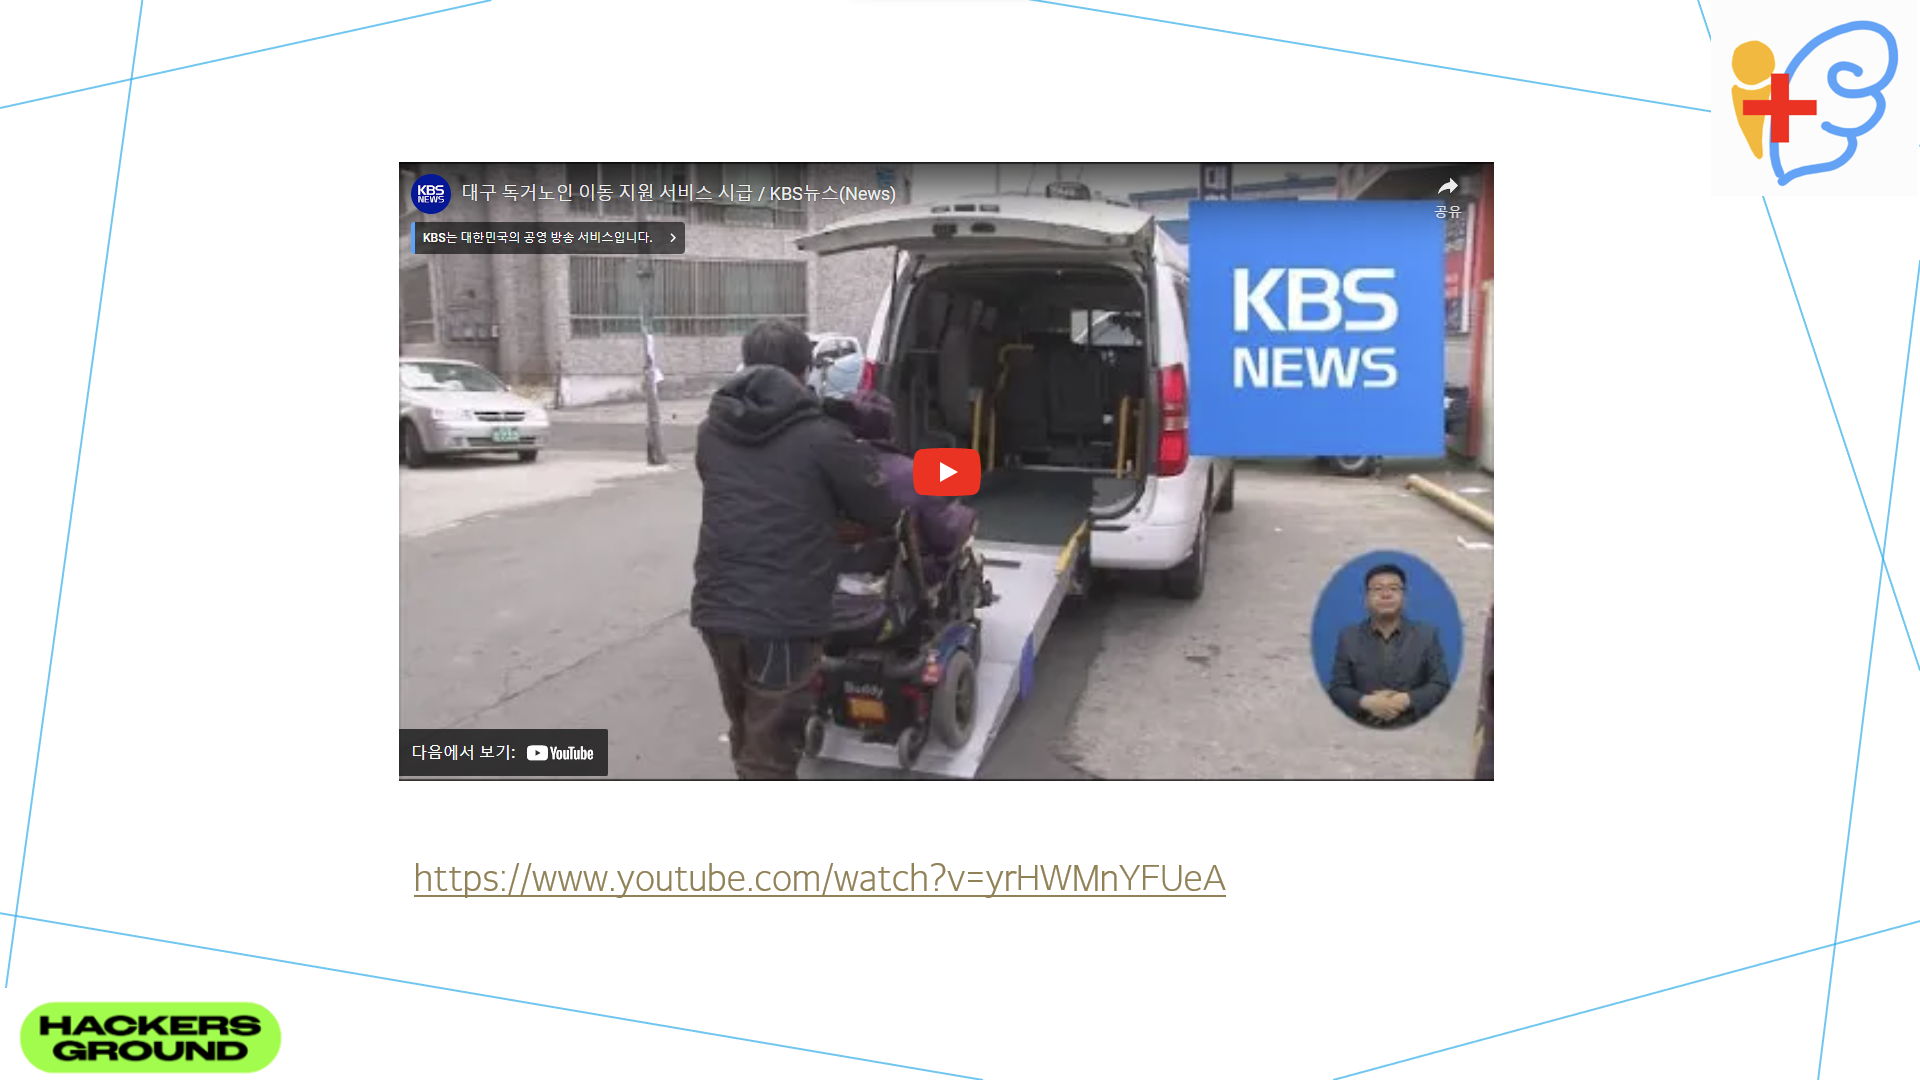 KBS NEWS
대구 독거노인 이동 지원 서비스 시급 / KBS뉴스(News)
공유
KBS는 대한민국의 공영 방송 서비스입니다.
KBS
NEWS
Buddy
다음에서 보기: YouTube
https://www.youtube.com/watch?v=yrHWMnYFUeA
HACKERS
GROUND